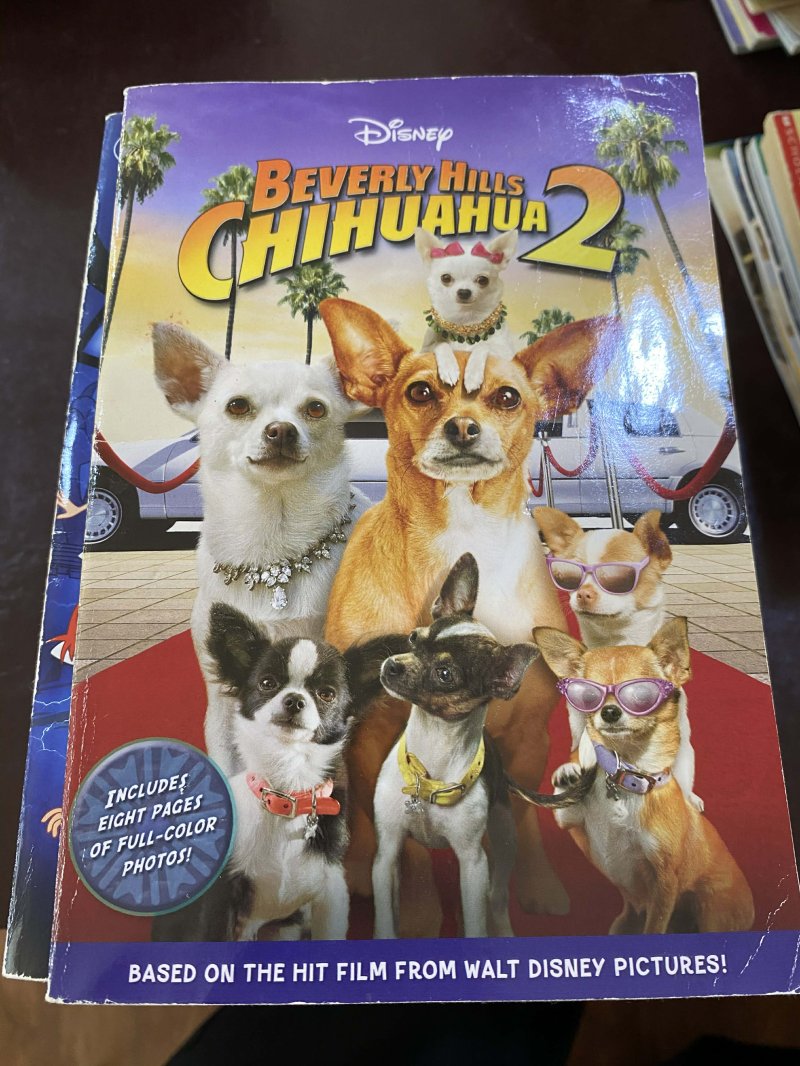 Disney
BEVERLY HILLS
CHIHUAHUA 2
INCLUDES
EIGHT PAGES
OF FULL-COLOR
PHOTOS!
BASED ON THE HIT FILM FROM WALT DISNEY PICTURES!